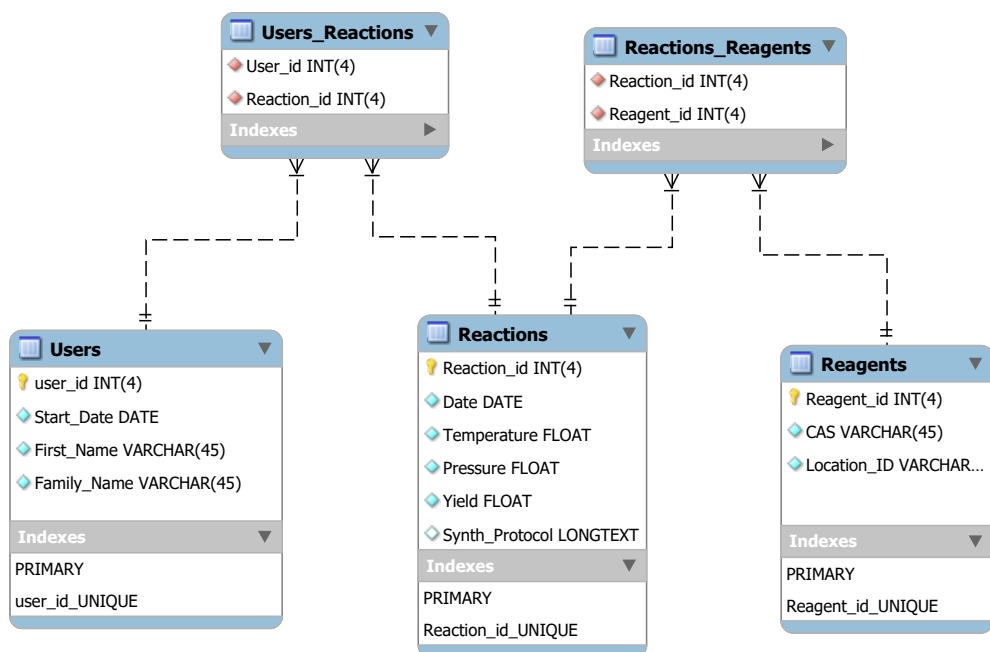 Users_Reactions
User_id INT(4)
Reaction_id INT(4)
Indexes
Reactions_Reagents
Reaction_id INT(4)
Reagent_id INT(4)
Indexes
Users
user_id INT(4)
Start_Date DATE
First_Name VARCHAR(45)
Family_Name VARCHAR(45)
Indexes
PRIMARY
user_id_UNIQUE
Reactions
Reaction_id INT(4)
Date DATE
Temperature FLOAT
Pressure FLOAT
Yield FLOAT
Synth_Protocol LONGTEXT
Indexes
PRIMARY
Reaction_id_UNIQUE
Reagents
Reagent_id INT(4)
CAS VARCHAR(45)
Location_ID VARCHAR...
Indexes
PRIMARY
Reagent_id_UNIQUE